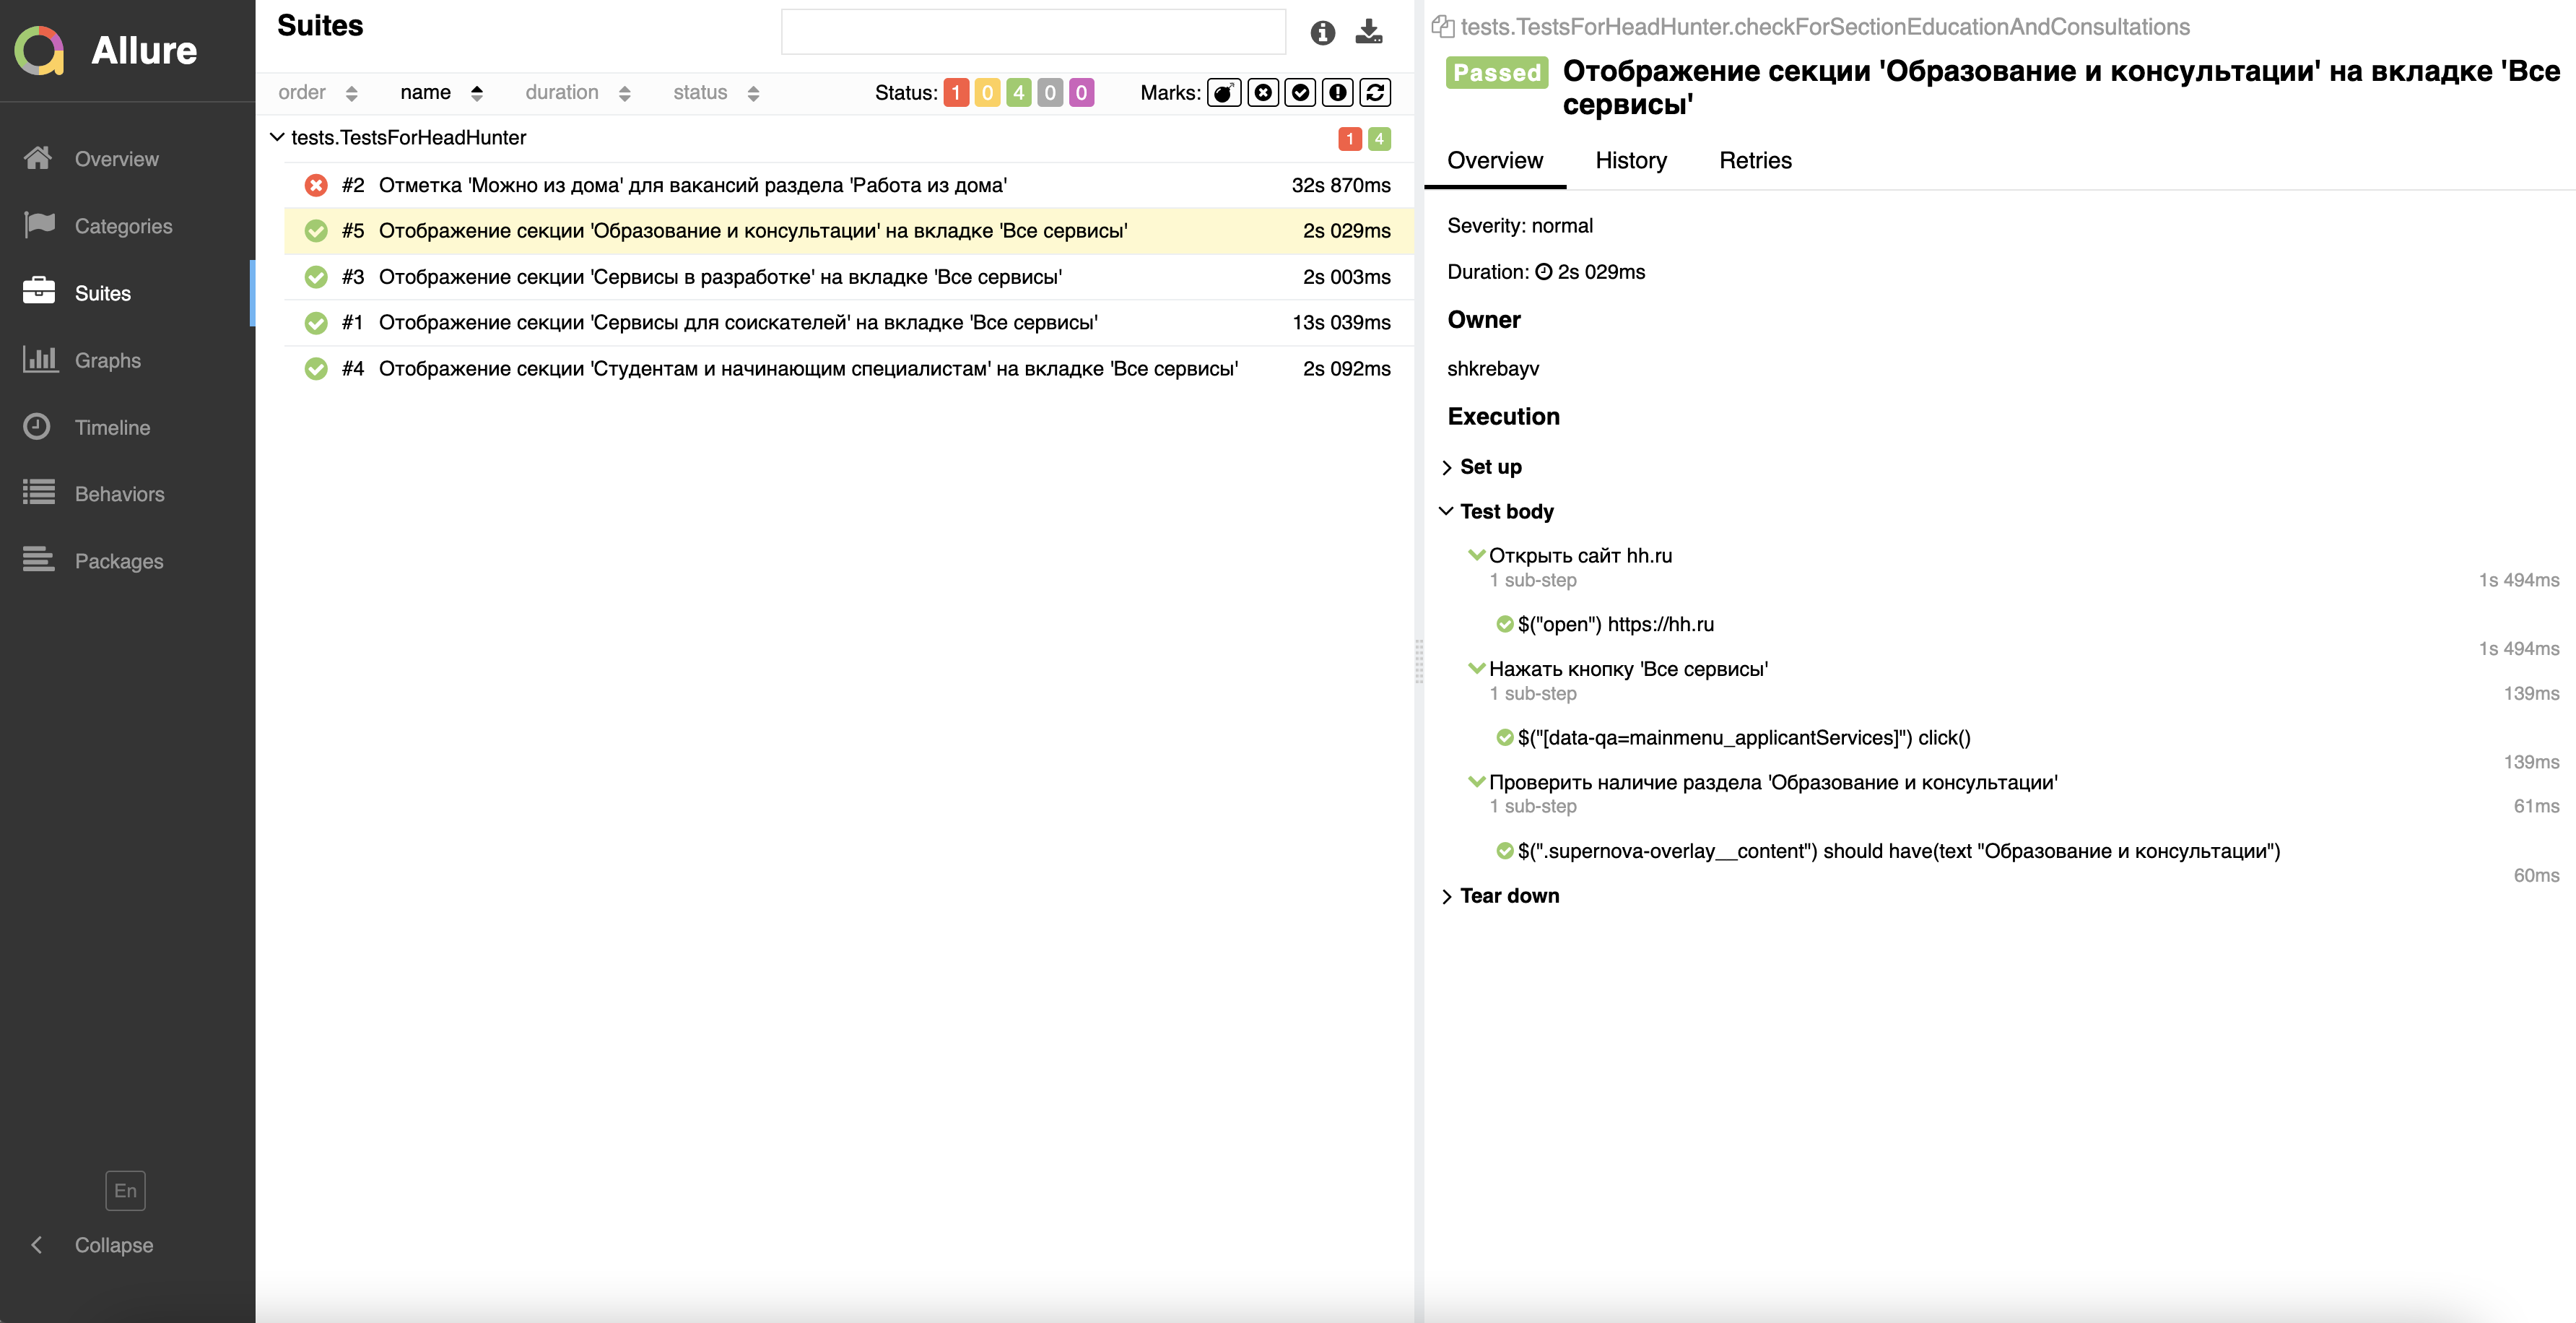 Allure
Overview
Categories
Suites
Graphs
Timeline
Behaviors
Packages
En
Collapse
Suites
order name duration status Status: 1 0 4 0 0 Marks:
tests.TestsForHeadHunter 1 4
#2 Отметка 'Можно из дома' для вакансий раздела 'Работа из дома' 32s 870ms
#5 Отображение секции 'Образование и консультации' на вкладке 'Все сервисы' 2s 029ms
#3 Отображение секции 'Сервисы в разработке' на вкладке 'Все сервисы' 2s 003ms
#1 Отображение секции 'Сервисы для соискателей' на вкладке 'Все сервисы' 13s 039ms
#4 Отображение секции 'Студентам и начинающим специалистам' на вкладке 'Все сервисы' 2s 092ms
tests.TestsForHeadHunter.checkForSectionEducationAndConsultations
Passed Отображение секции 'Образование и консультации' на вкладке 'Все
сервисы'
Overview History Retries
Severity: normal
Duration: 2s 029ms
Owner
shkrebayv
Execution
Set up
Test body
Открыть сайт hh.ru
1 sub-step 1s 494ms
$("open") https://hh.ru
1s 494ms
Нажать кнопку 'Все сервисы'
1 sub-step 139ms
$("[data-qa=mainmenu_applicantServices]") click()
139ms
Проверить наличие раздела 'Образование и консультации'
1 sub-step 61ms
$(".supernova-overlay__content") should have(text "Образование и консультации")
60ms
Tear down